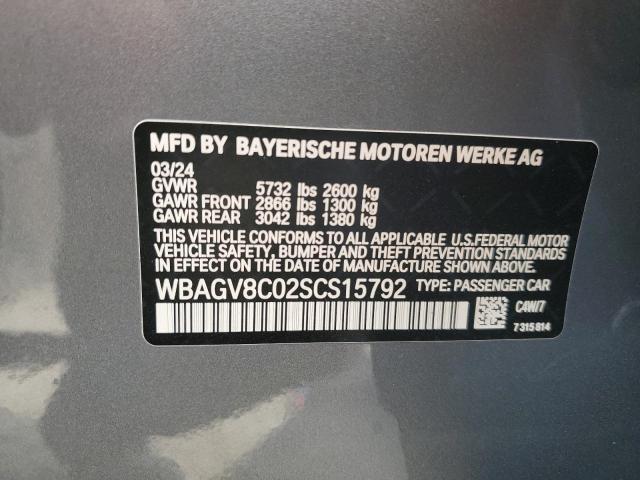 MFD BY BAYERISCHE MOTOREN WERKE AG
03/24
GVWR 5732 lbs 2600 kg
GAWR FRONT 2866 lbs 1300 kg
GAWR REAR 3042 lbs 1380 kg
THIS VEHICLE CONFORMS TO ALL APPLICABLE U.S.FEDERAL MOTOR
VEHICLE SAFETY, BUMPER, AND THEFT PREVENTION STANDARDS
IN EFFECT ON THE DATE OF MANUFACTURE SHOWN ABOVE.
WBAGV8C02SCS15792 TYPE: PASSENGER CAR
C4W/7
7315814